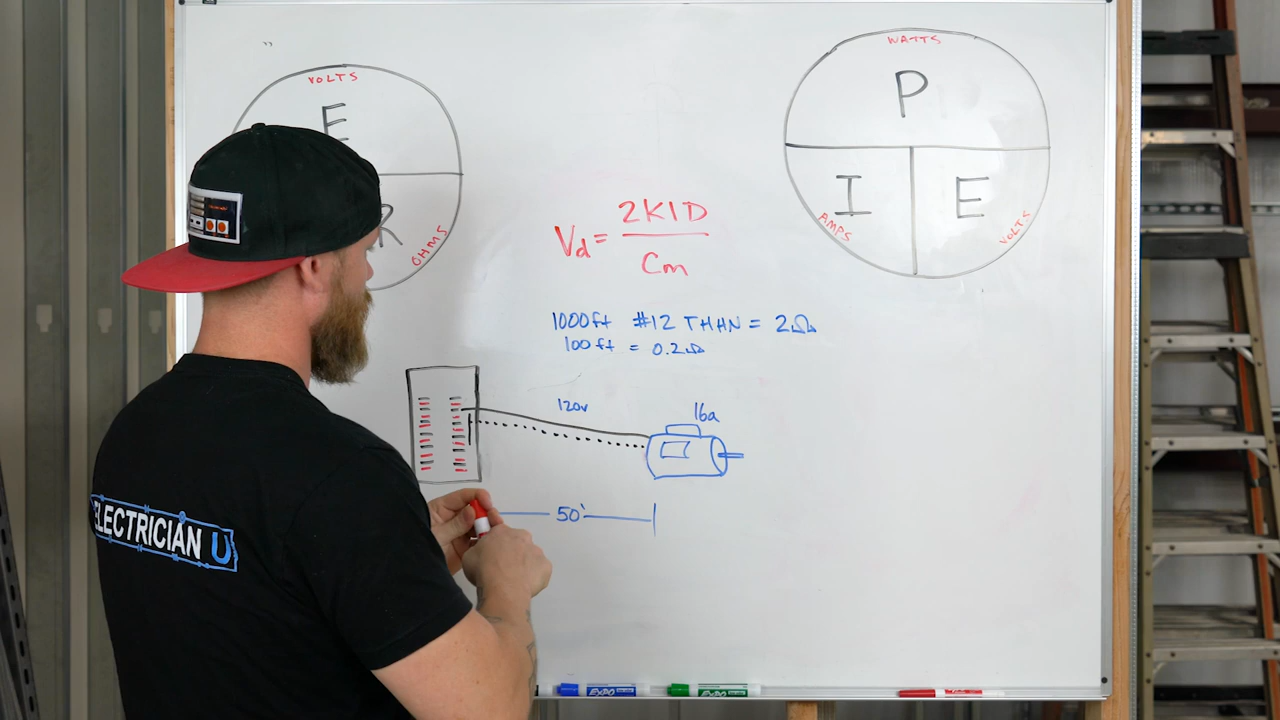 VOLTS
E
R
OHMS
WATTS
P
I
E
AMPS
VOLTS
Vd = 2KID
Cm
1000ft #12 THHN = 2Ω
100ft = 0.2Ω
120v
16a
50'
ELECTRICIAN U
EXPO
EXPO